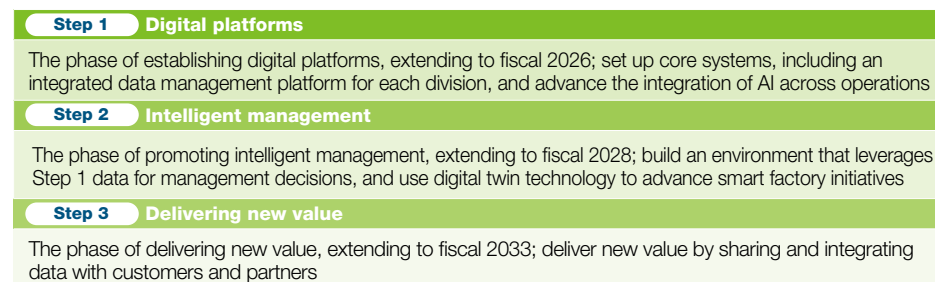 Step 1 Digital platforms
The phase of establishing digital platforms, extending to fiscal 2026; set up core systems, including an
integrated data management platform for each division, and advance the integration of AI across operations
Step 2 Intelligent management
The phase of promoting intelligent management, extending to fiscal 2028; build an environment that leverages
Step 1 data for management decisions, and use digital twin technology to advance smart factory initiatives
Step 3 Delivering new value
The phase of delivering new value, extending to fiscal 2033; deliver new value by sharing and integrating
data with customers and partners